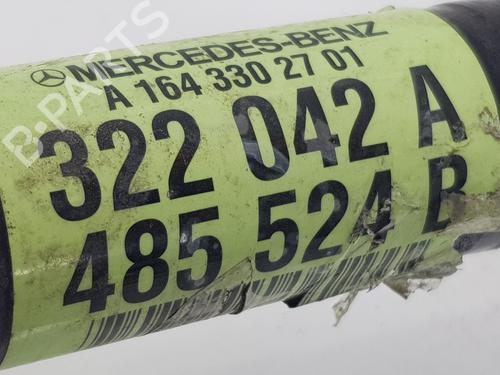 MERCEDES-BENZ
A 164 330 27 01
322 042 A
485 524 B
B-PARTS